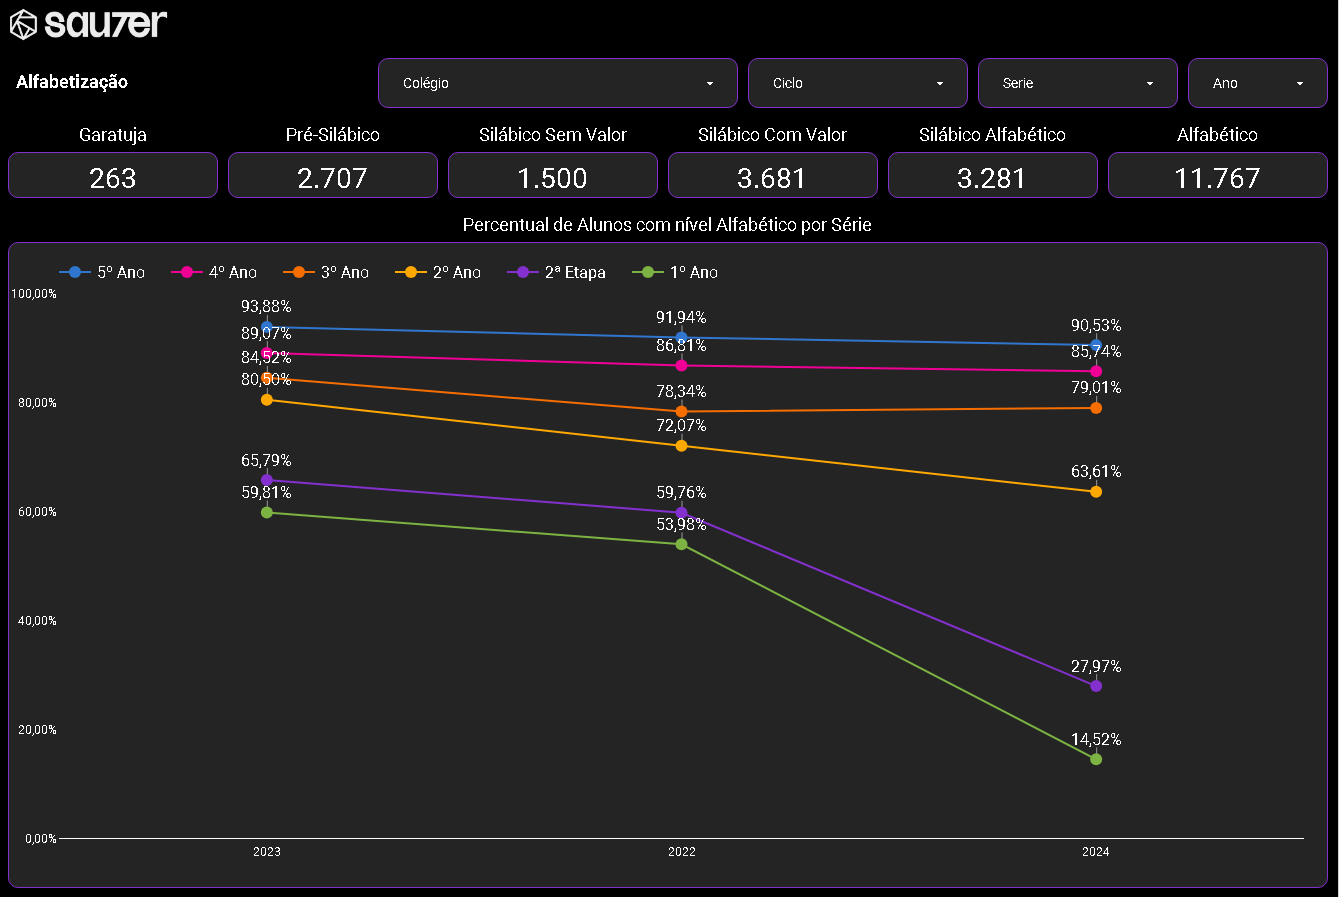 sau7er
Alfabetização
Colégio
Ciclo
Serie
Ano
Garatuja
Pré-Silábico
Silábico Sem Valor
Silábico Com Valor
Silábico Alfabético
Alfabético
263
2.707
1.500
3.681
3.281
11.767
Percentual de Alunos com nível Alfabético por Série
5º Ano
4º Ano
3º Ano
2º Ano
2ª Etapa
1º Ano
100,00%
80,00%
60,00%
40,00%
20,00%
0,00%
93,88%
89,07%
84,52%
80,50%
65,79%
59,81%
91,94%
86,81%
78,34%
72,07%
59,76%
53,98%
90,53%
85,74%
79,01%
63,61%
27,97%
14,52%
2023
2022
2024